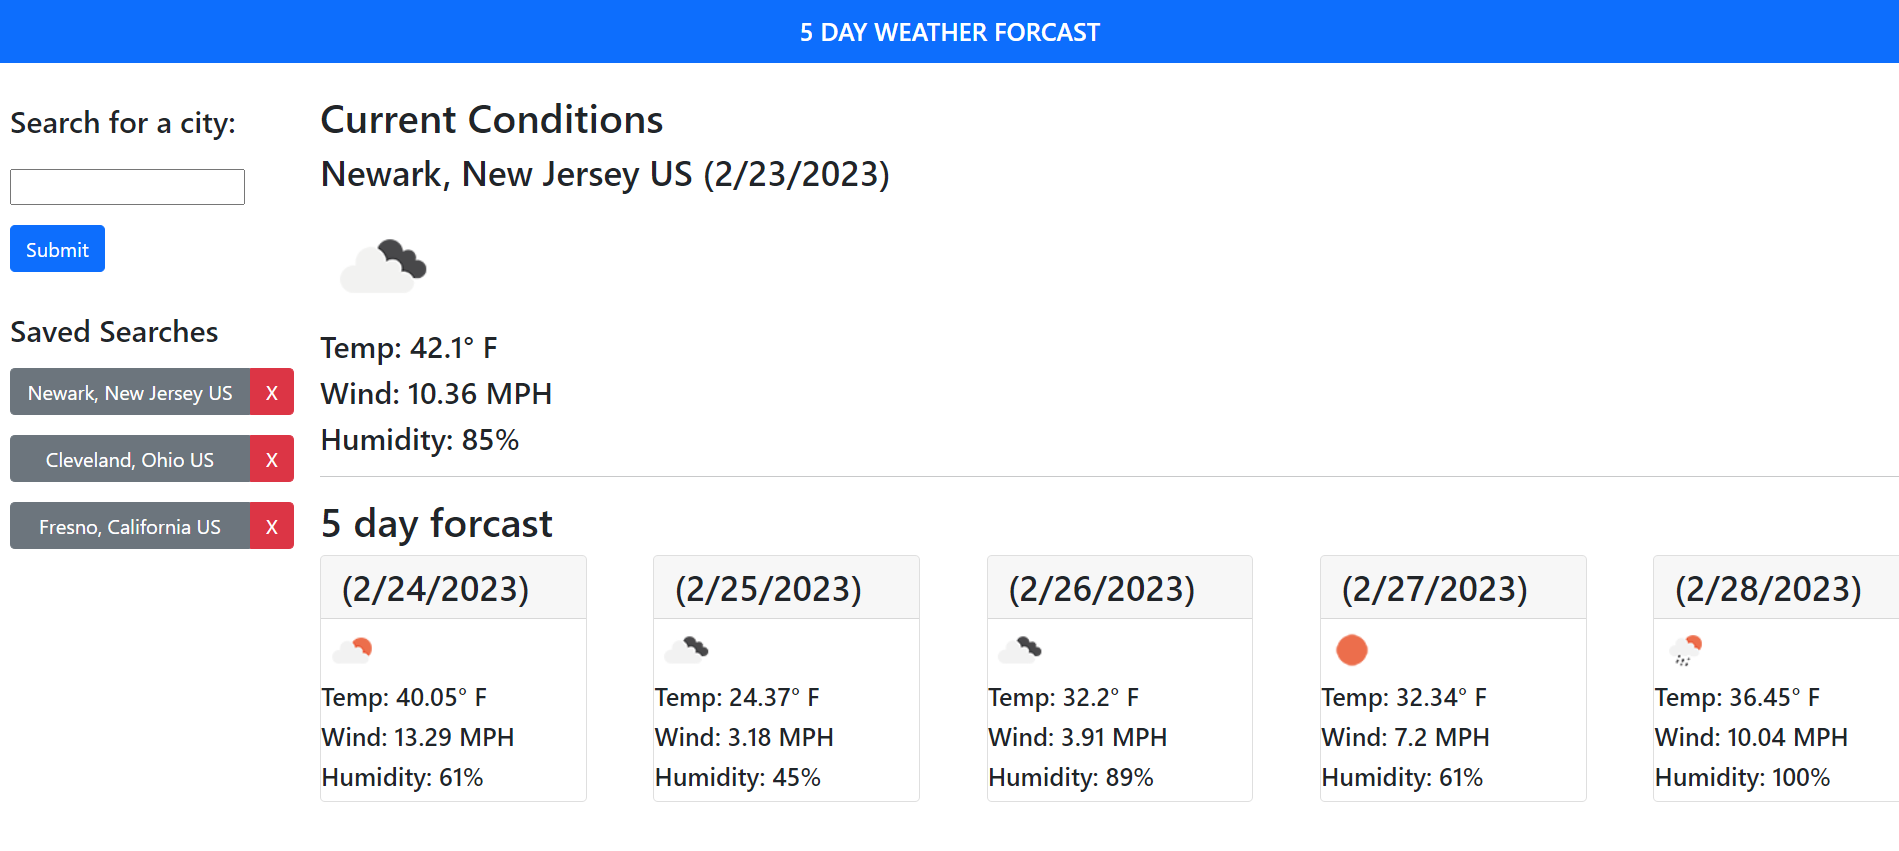 5 DAY WEATHER FORCAST
Search for a city:
Submit
Saved Searches
Newark, New Jersey US X
Cleveland, Ohio US X
Fresno, California US X
Current Conditions
Newark, New Jersey US (2/23/2023)
Temp: 42.1° F
Wind: 10.36 MPH
Humidity: 85%
5 day forcast
(2/24/2023)
Temp: 40.05° F
Wind: 13.29 MPH
Humidity: 61%
(2/25/2023)
Temp: 24.37° F
Wind: 3.18 MPH
Humidity: 45%
(2/26/2023)
Temp: 32.2° F
Wind: 3.91 MPH
Humidity: 89%
(2/27/2023)
Temp: 32.34° F
Wind: 7.2 MPH
Humidity: 61%
(2/28/2023)
Temp: 36.45° F
Wind: 10.04 MPH
Humidity: 100%